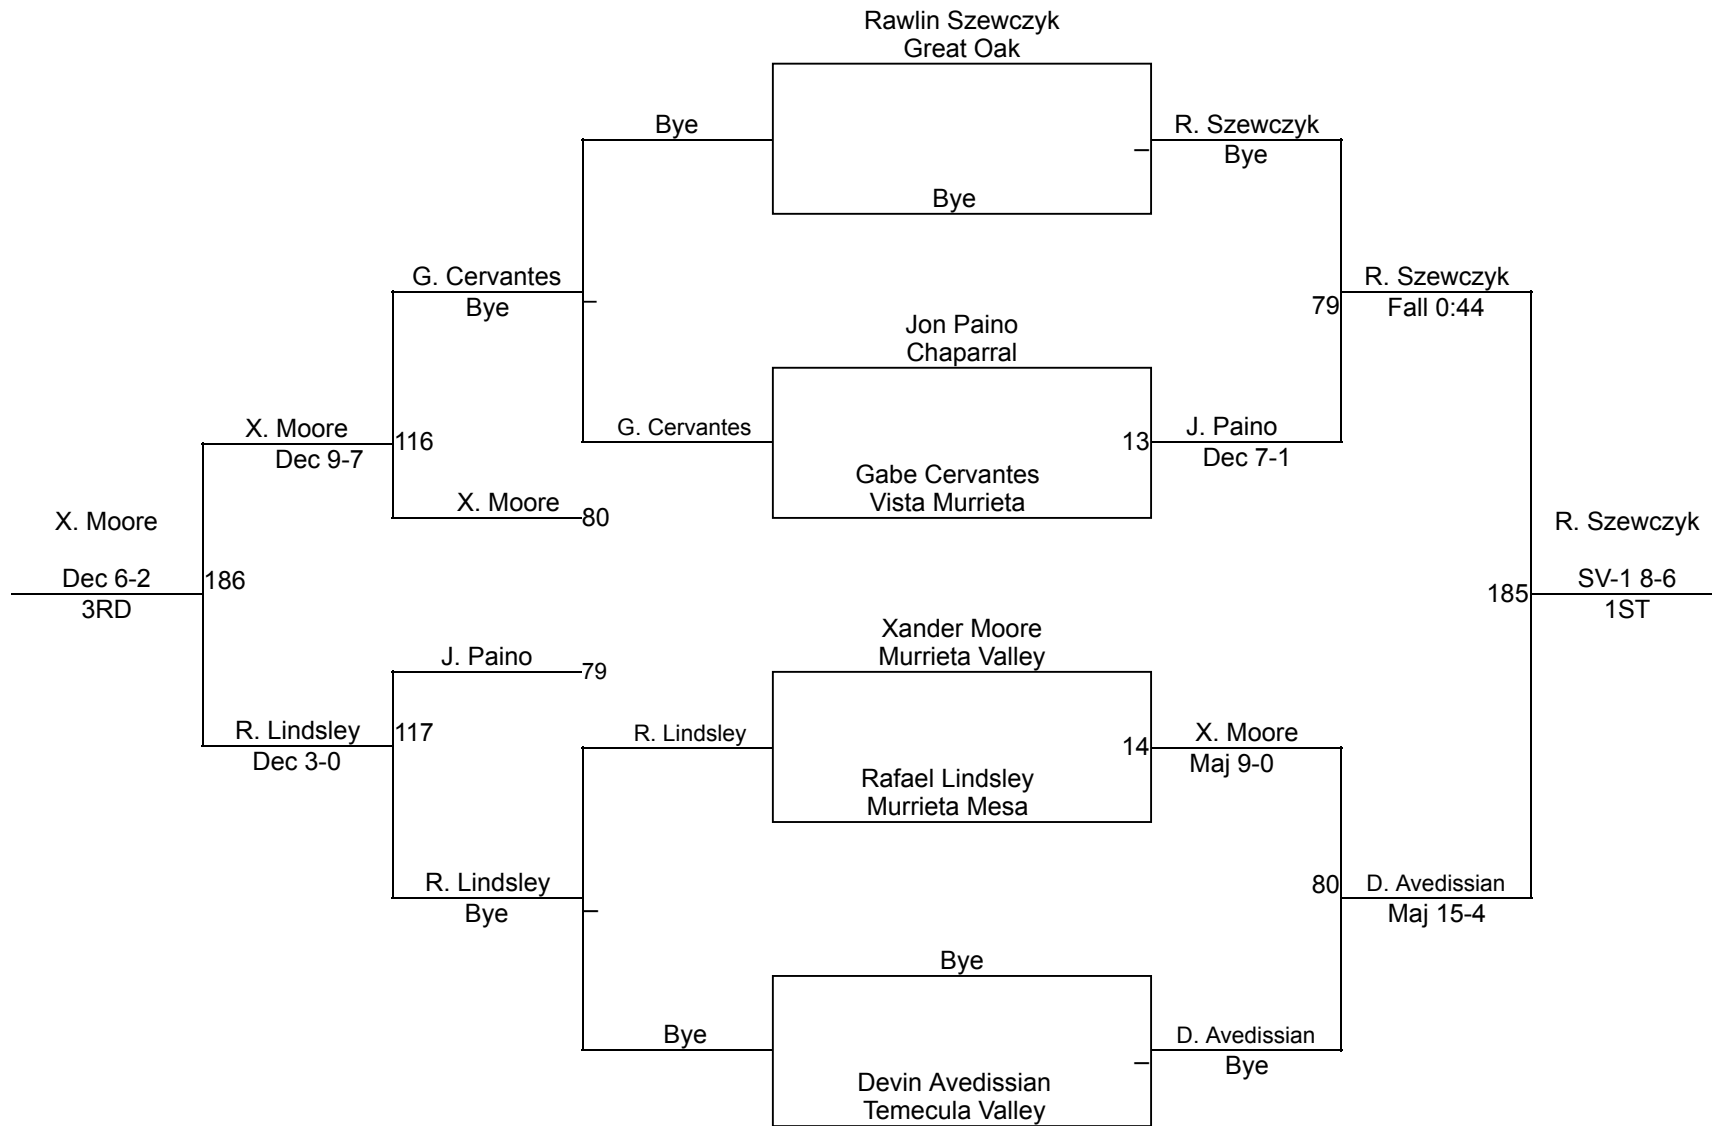 Rawlin Szewczyk
Great Oak
Bye
R. Szewczyk
Bye
Bye
G. Cervantes
Bye
R. Szewczyk
Fall 0:44
79
Jon Paino
Chaparral
G. Cervantes
13
J. Paino
Dec 7-1
Gabe Cervantes
Vista Murrieta
X. Moore
Dec 9-7
116
X. Moore
80
X. Moore
Dec 6-2
3RD
186
R. Szewczyk
SV-1 8-6
1ST
185
Xander Moore
Murrieta Valley
J. Paino
79
R. Lindsley
Dec 3-0
117
R. Lindsley
14
X. Moore
Maj 9-0
Rafael Lindsley
Murrieta Mesa
R. Lindsley
Bye
80
D. Avedissian
Maj 15-4
Bye
Bye
D. Avedissian
Bye
Devin Avedissian
Temecula Valley